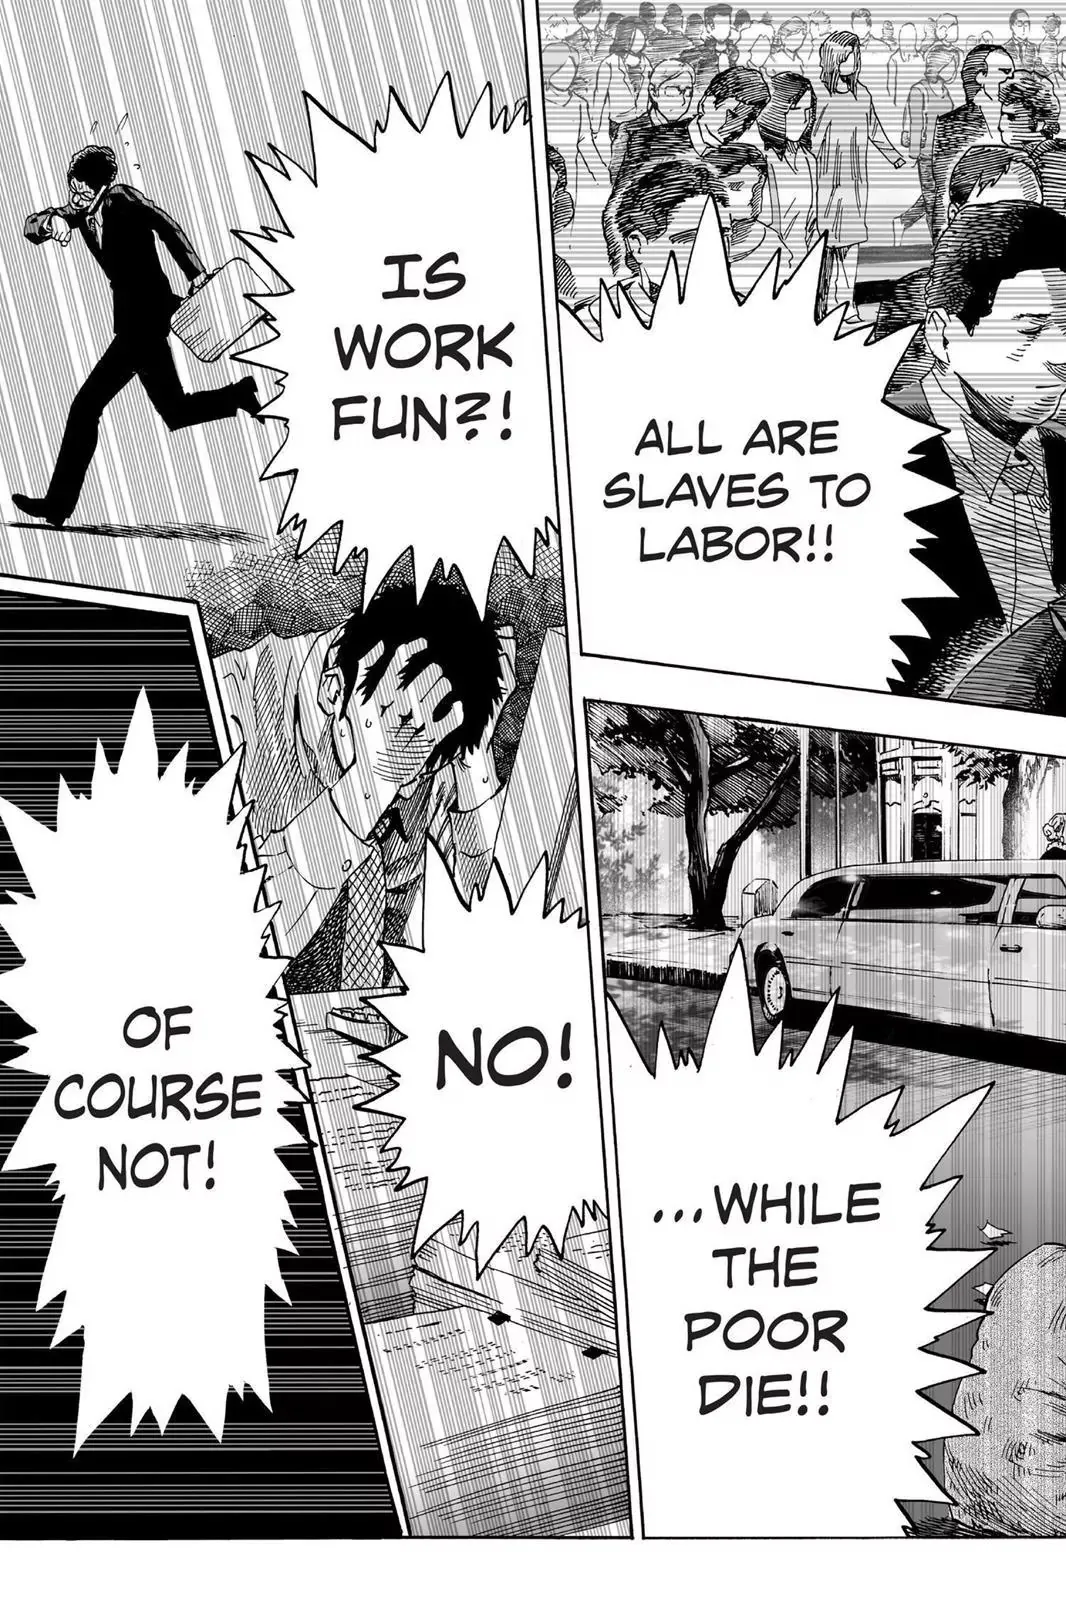 ALL ARE
SLAVES TO
LABOR!!
...WHILE
THE
POOR
DIE!!
IS
WORK
FUN?!
NO!
OF
COURSE
NOT!